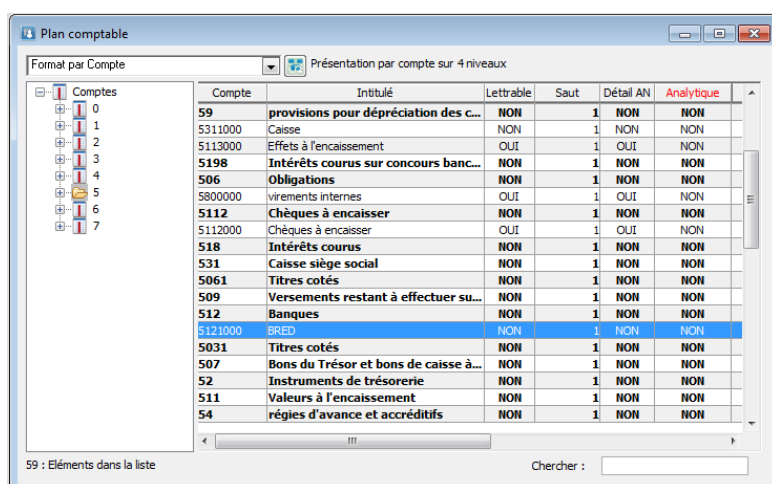 Plan comptable
Format par Compte Présentation par compte sur 4 niveaux
Comptes
0
1
2
3
4
5
6
7
Compte Intitulé Lettrable Saut Détail AN Analytique
59 provisions pour dépréciation des c... NON 1 NON NON
5311000 Caisse NON 1 NON NON
5113000 Effets à l'encaissement OUI 1 OUI NON
5198 Intérêts courus sur concours banc... NON 1 NON NON
506 Obligations NON 1 NON NON
5800000 virements internes OUI 1 OUI NON
5112 Chèques à encaisser NON 1 NON NON
5112000 Chèques à encaisser OUI 1 OUI NON
518 Intérêts courus NON 1 NON NON
531 Caisse siège social NON 1 NON NON
5061 Titres cotés NON 1 NON NON
509 Versements restant à effectuer su... NON 1 NON NON
512 Banques NON 1 NON NON
5121000 BRED NON 1 NON NON
5031 Titres cotés NON 1 NON NON
507 Bons du Trésor et bons de caisse à... NON 1 NON NON
52 Instruments de trésorerie NON 1 NON NON
511 Valeurs à l'encaissement NON 1 NON NON
54 régies d'avance et accréditifs NON 1 NON NON
59 : Eléments dans la liste Chercher :